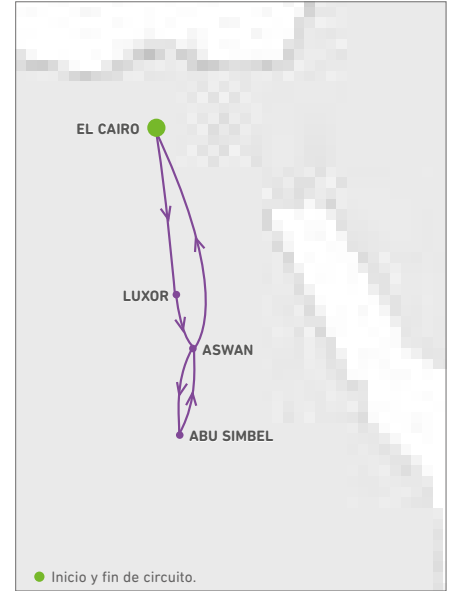 EL CAIRO
LUXOR
ASWAN
ABU SIMBEL
Inicio y fin de circuito.